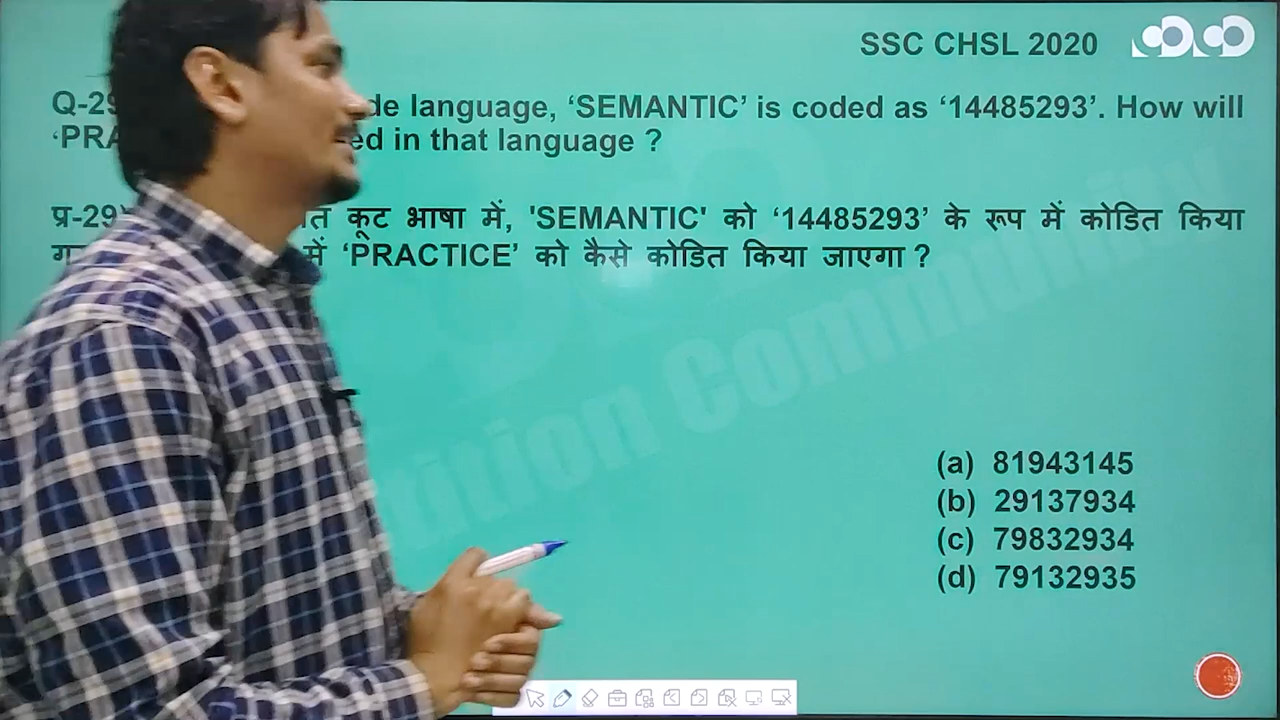 SSC CHSL 2020
Q-29 de language, ‘SEMANTIC’ is coded as ‘14485293’. How will
‘PRA ed in that language ?
प्र-29) त कूट भाषा में, 'SEMANTIC' को ‘14485293’ के रूप में कोडित किया
ग में ‘PRACTICE’ को कैसे कोडित किया जाएगा ?
Community
(a) 81943145
(b) 29137934
(c) 79832934
(d) 79132935